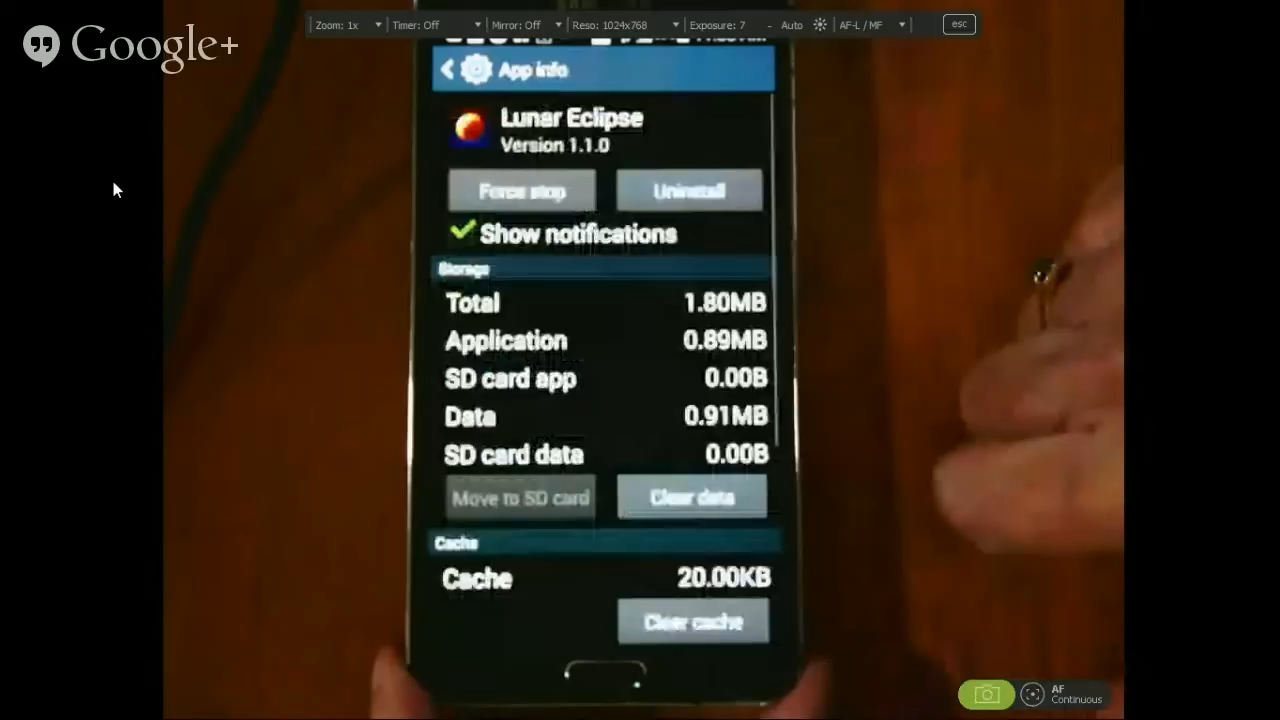 Google+
Zoom: 1x Timer: Off Mirror: Off Reso: 1024x768 Exposure: 7 - Auto AF-L / MF esc
App info
Lunar Eclipse
Version 1.1.0
Force stop Uninstall
Show notifications
Storage
Total 1.80MB
Application 0.89MB
SD card app 0.00B
Data 0.91MB
SD card data 0.00B
Move to SD card Clear data
Cache
Cache 20.00KB
Clear cache
AF
Continuous